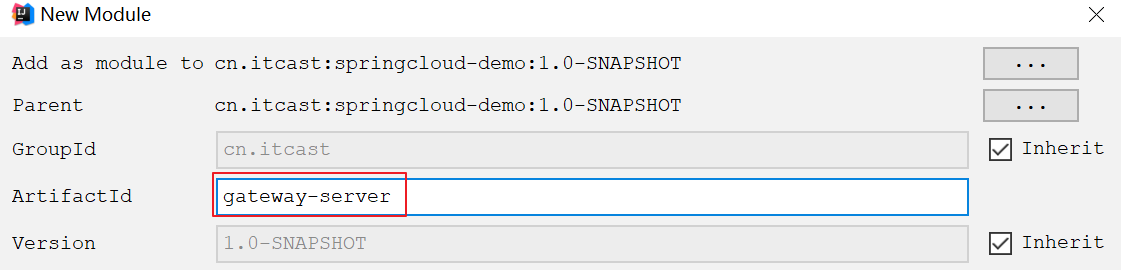 New Module
Add as module to cn.itcast:springcloud-demo:1.0-SNAPSHOT ...
Parent cn.itcast:springcloud-demo:1.0-SNAPSHOT ...
GroupId cn.itcast Inherit
ArtifactId gateway-server
Version 1.0-SNAPSHOT Inherit